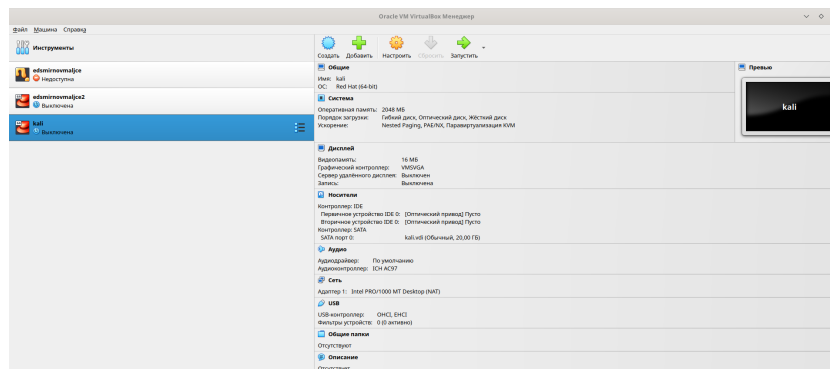 Oracle VM VirtualBox Менеджер
Файл Машина Справка
Инструменты
Создать Добавить Настроить Сбросить Запустить
edsmirnovmaljce
Недоступна
edsmirnovmaljce2
Выключена
kali
Выключена
Общие
Имя: kali
ОС: Red Hat (64-bit)
Система
Оперативная память: 2048 МБ
Порядок загрузки: Гибкий диск, Оптический диск, Жёсткий диск
Ускорение: Nested Paging, PAE/NX, Паравиртуализация KVM
Дисплей
Видеопамять: 16 МБ
Графический контроллер: VMSVGA
Сервер удалённого дисплея: Выключен
Запись: Выключена
Носители
Контроллер: IDE
Первичное устройство IDE 0: [Оптический привод] Пусто
Вторичное устройство IDE 0: [Оптический привод] Пусто
Контроллер: SATA
SATA порт 0: kali.vdi (Обычный, 20,00 ГБ)
Аудио
Аудиодрайвер: По умолчанию
Аудиоконтроллер: ICH AC97
Сеть
Адаптер 1: Intel PRO/1000 MT Desktop (NAT)
USB
USB-контроллер: OHCI, EHCI
Фильтры устройств: 0 (0 активно)
Общие папки
Отсутствуют
Описание
Отсутствует
Превью
kali